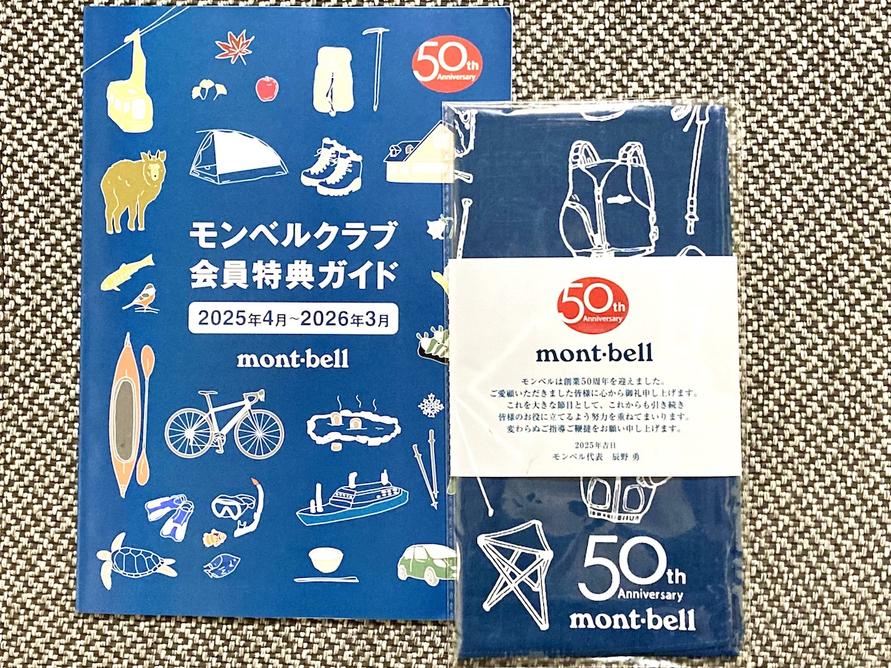 50th
Anniversary
モンベルクラブ
会員特典ガイド
2025年4月~2026年3月
mont-bell
50th
Anniversary
mont-bell
モンベルは創業50周年を迎えました。
ご愛顧いただきました皆様に心から御礼申し上げます。
これを大きな節目として、これからも引き続き
皆様のお役に立てるよう努力を重ねてまいります。
変わらぬご指導ご鞭撻をお願い申し上げます。
2025年吉日
モンベル代表 辰野 勇
50th
Anniversary
mont-bell